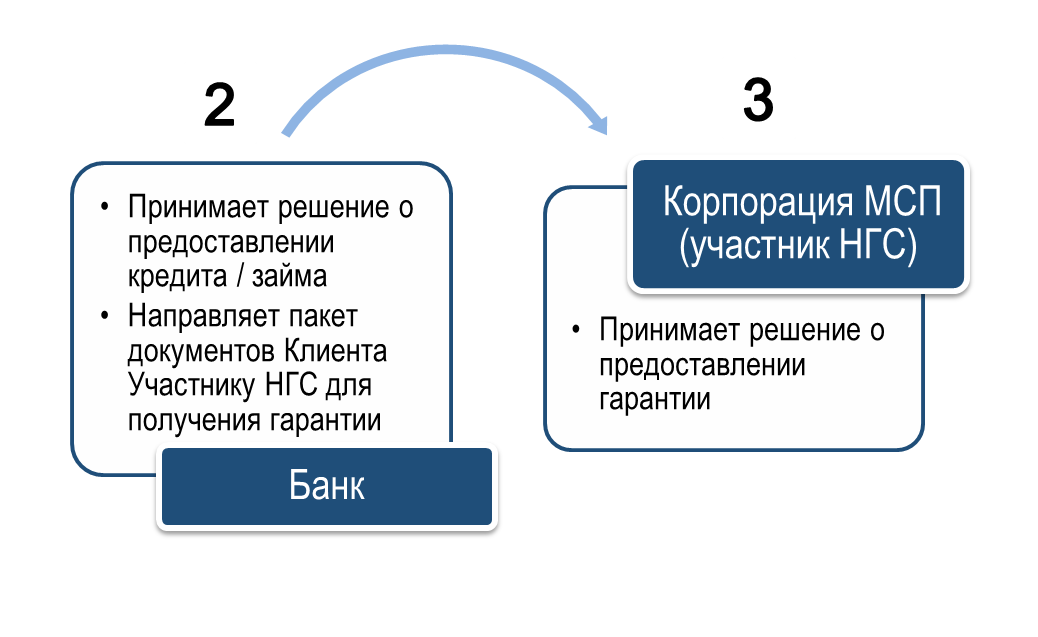 2
• Принимает решение о
предоставлении
кредита / займа
• Направляет пакет
документов Клиента
Участнику НГС для
получения гарантии
Банк
3
Корпорация МСП
(участник НГС)
• Принимает решение о
предоставлении
гарантии